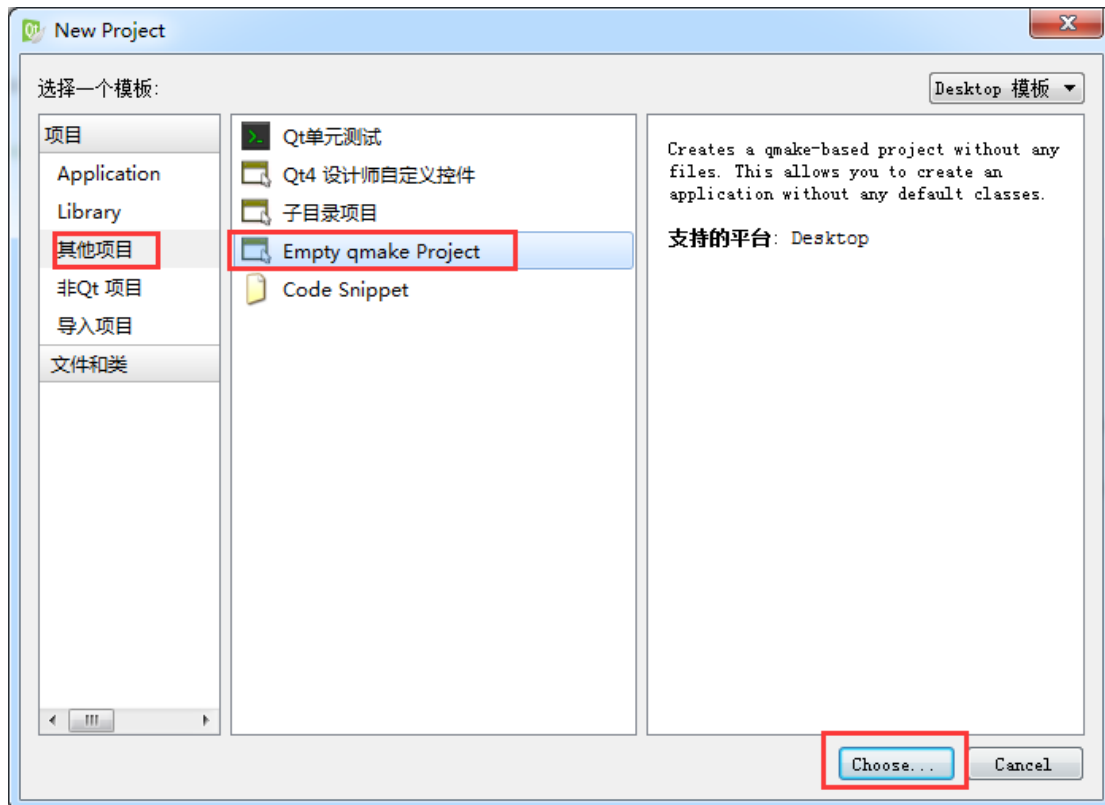 New Project
选择一个模板:
Desktop 模板
项目
Application
Library
其他项目
非Qt 项目
导入项目
文件和类
Qt单元测试
Qt4 设计师自定义控件
子目录项目
Empty qmake Project
Code Snippet
Creates a qmake-based project without any
files. This allows you to create an
application without any default classes.
支持的平台: Desktop
Choose...
Cancel